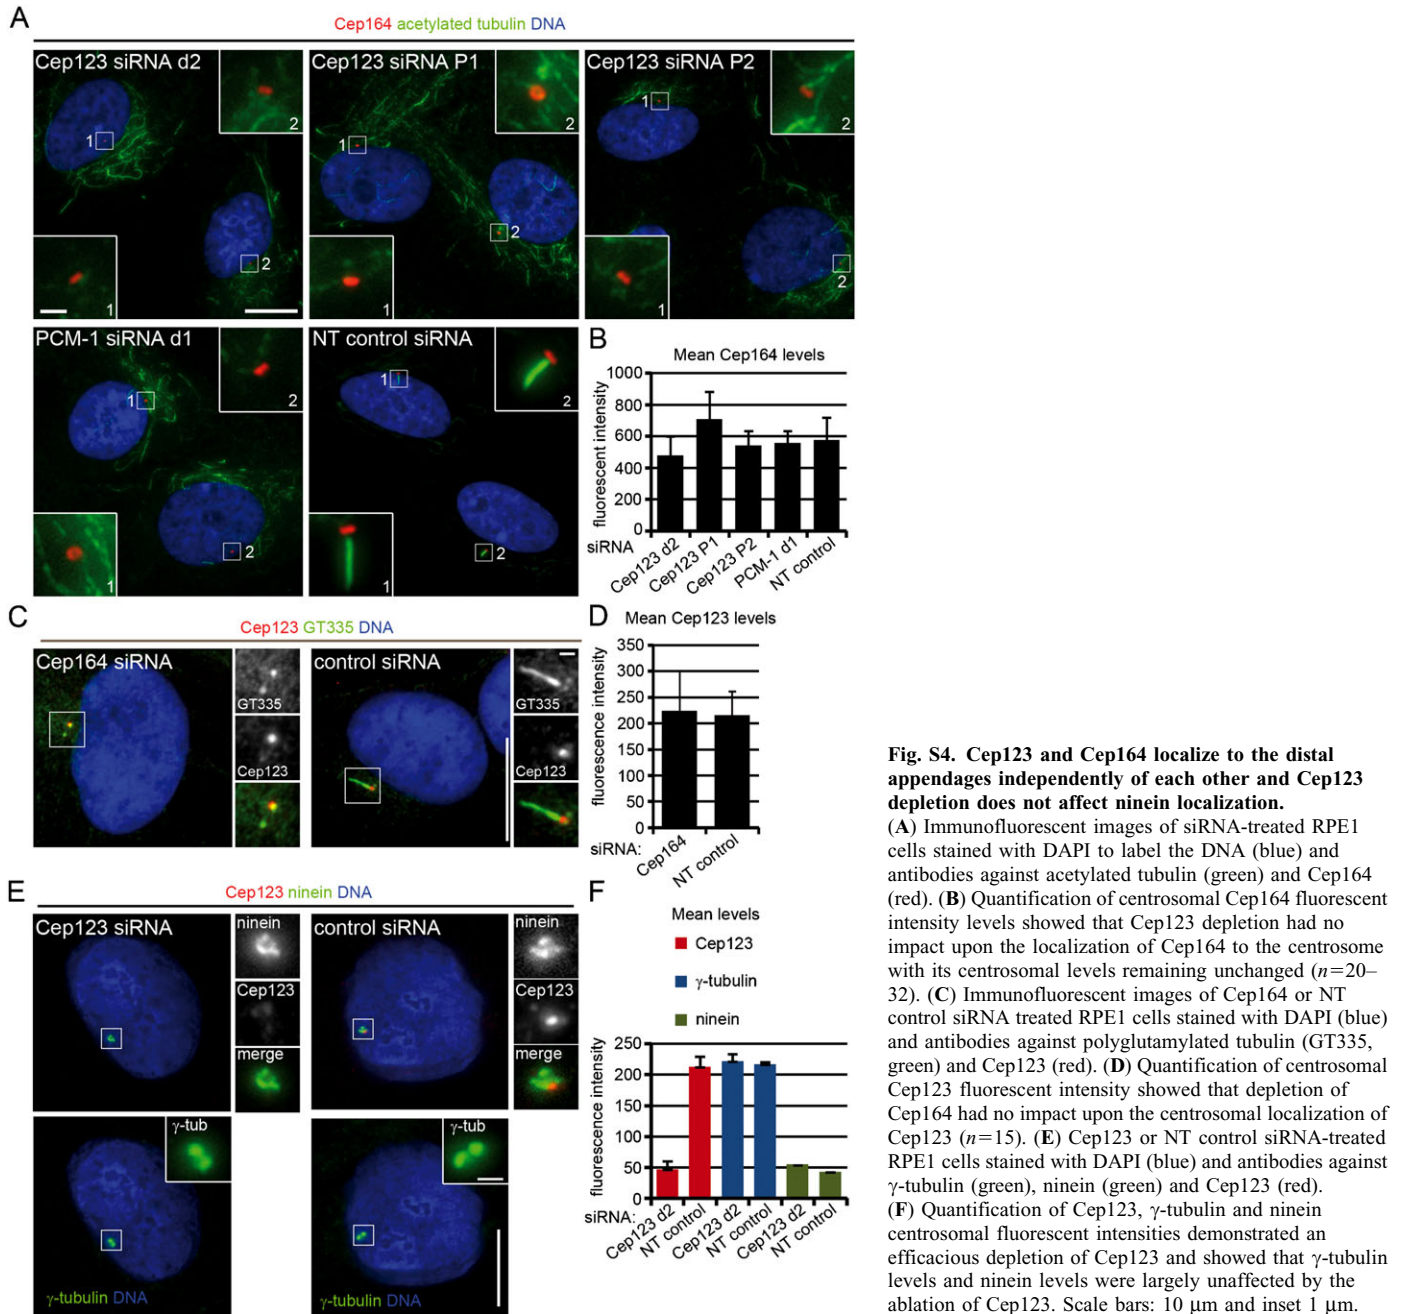 A
Cep164 acetylated tubulin DNA
Cep123 siRNA d2
1
2
2
1
Cep123 siRNA P1
1
2
2
1
Cep123 siRNA P2
1
2
2
1
PCM-1 siRNA d1
1
2
2
1
NT control siRNA
1
2
2
1
B
Mean Cep164 levels
fluorescent intensity
1000
800
600
400
200
0
siRNA
Cep123 d2
Cep123 P1
Cep123 P2
PCM-1 d1
NT control
C
Cep123 GT335 DNA
Cep164 siRNA
GT335
Cep123
control siRNA
GT335
Cep123
D
Mean Cep123 levels
fluorescence intensity
350
300
250
200
150
100
50
0
siRNA:
Cep164
NT control
E
Cep123 ninein DNA
Cep123 siRNA
ninein
Cep123
merge
control siRNA
ninein
Cep123
merge
γ-tub
γ-tubulin DNA
γ-tub
γ-tubulin DNA
F
Mean levels
Cep123
γ-tubulin
ninein
fluorescence intensity
250
200
150
100
50
0
siRNA:
Cep123 d2
NT control
Cep123 d2
NT control
Cep123 d2
NT control
Fig. S4. Cep123 and Cep164 localize to the distal
appendages independently of each other and Cep123
depletion does not affect ninein localization.
(A) Immunofluorescent images of siRNA-treated RPE1
cells stained with DAPI to label the DNA (blue) and
antibodies against acetylated tubulin (green) and Cep164
(red). (B) Quantification of centrosomal Cep164 fluorescent
intensity levels showed that Cep123 depletion had no
impact upon the localization of Cep164 to the centrosome
with its centrosomal levels remaining unchanged (n=20–
32). (C) Immunofluorescent images of Cep164 or NT
control siRNA treated RPE1 cells stained with DAPI (blue)
and antibodies against polyglutamylated tubulin (GT335,
green) and Cep123 (red). (D) Quantification of centrosomal
Cep123 fluorescent intensity showed that depletion of
Cep164 had no impact upon the centrosomal localization of
Cep123 (n=15). (E) Cep123 or NT control siRNA-treated
RPE1 cells stained with DAPI (blue) and antibodies against
γ-tubulin (green), ninein (green) and Cep123 (red).
(F) Quantification of Cep123, γ-tubulin and ninein
centrosomal fluorescent intensities demonstrated an
efficacious depletion of Cep123 and showed that γ-tubulin
levels and ninein levels were largely unaffected by the
ablation of Cep123. Scale bars: 10 μm and inset 1 μm.